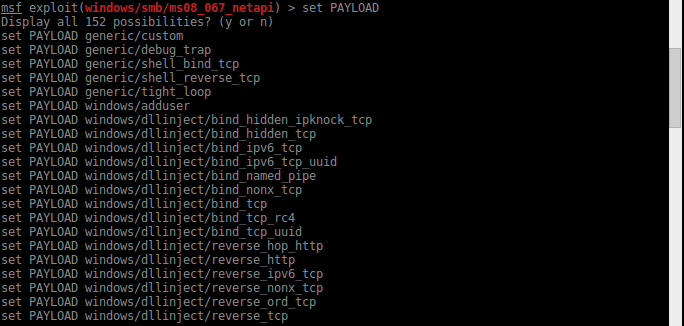 msf exploit(windows/smb/ms08_067_netapi) > set PAYLOAD
Display all 152 possibilities? (y or n)
set PAYLOAD generic/custom
set PAYLOAD generic/debug_trap
set PAYLOAD generic/shell_bind_tcp
set PAYLOAD generic/shell_reverse_tcp
set PAYLOAD generic/tight_loop
set PAYLOAD windows/adduser
set PAYLOAD windows/dllinject/bind_hidden_ipknock_tcp
set PAYLOAD windows/dllinject/bind_hidden_tcp
set PAYLOAD windows/dllinject/bind_ipv6_tcp
set PAYLOAD windows/dllinject/bind_ipv6_tcp_uuid
set PAYLOAD windows/dllinject/bind_named_pipe
set PAYLOAD windows/dllinject/bind_nonx_tcp
set PAYLOAD windows/dllinject/bind_tcp
set PAYLOAD windows/dllinject/bind_tcp_rc4
set PAYLOAD windows/dllinject/bind_tcp_uuid
set PAYLOAD windows/dllinject/reverse_hop_http
set PAYLOAD windows/dllinject/reverse_http
set PAYLOAD windows/dllinject/reverse_ipv6_tcp
set PAYLOAD windows/dllinject/reverse_nonx_tcp
set PAYLOAD windows/dllinject/reverse_ord_tcp
set PAYLOAD windows/dllinject/reverse_tcp